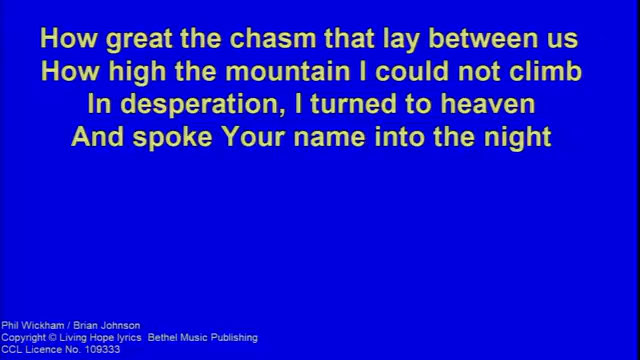 How great the chasm that lay between us
How high the mountain I could not climb
In desperation, I turned to heaven
And spoke Your name into the night
Phil Wickham / Brian Johnson
Copyright © Living Hope lyrics  Bethel Music Publishing
CCL Licence No. 109333